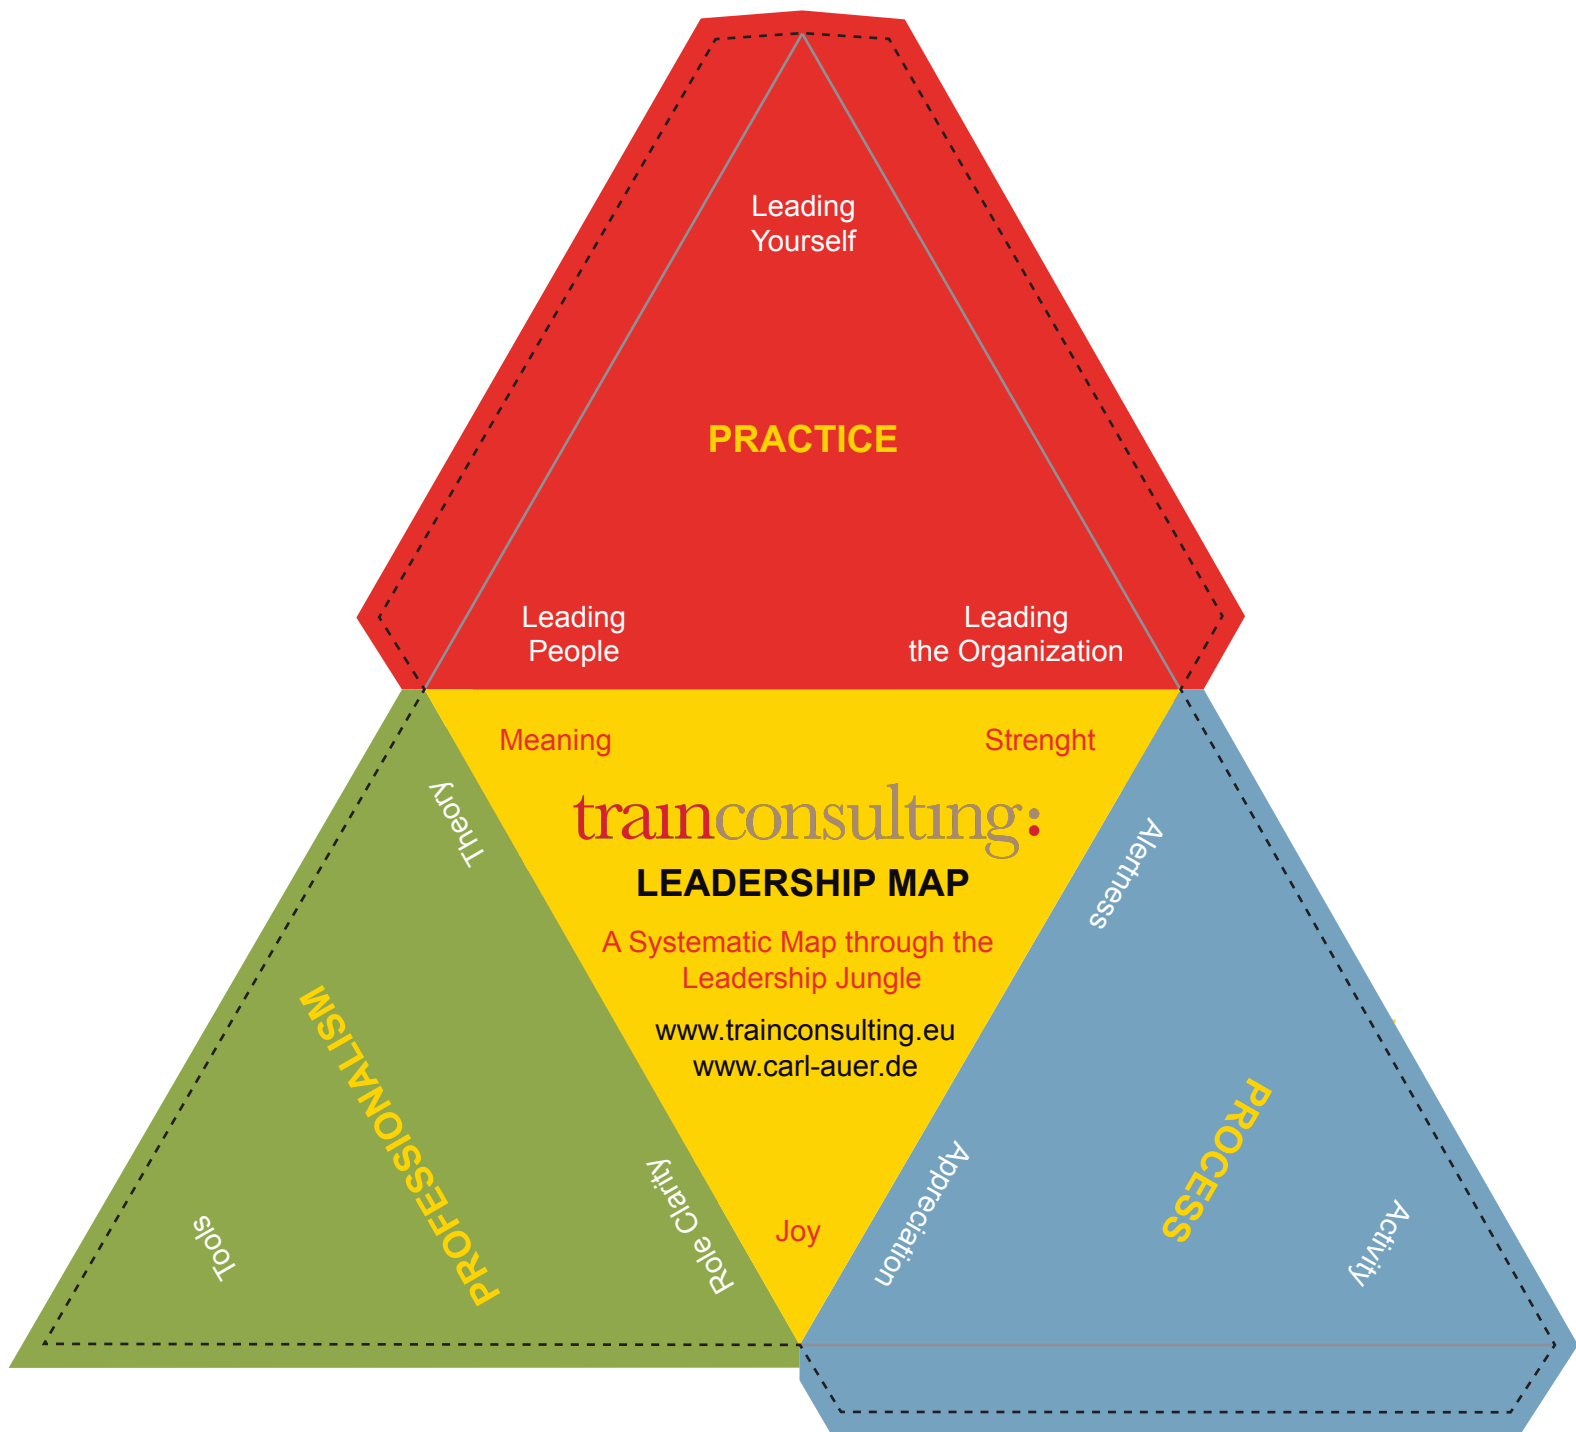 Leading
Yourself
PRACTICE
Leading
People
Leading
the Organization
Meaning
Strenght
trainconsulting:
LEADERSHIP MAP
A Systematic Map through the
Leadership Jungle
www.trainconsulting.eu
www.carl-auer.de
Joy
Theory
PROFESSIONALISM
Tools
Role Clarity
Alertness
PROCESS
Appreciation
Activity